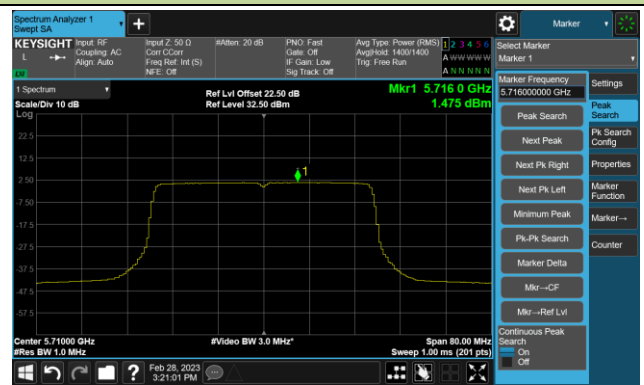 Spectrum Analyzer 1
Swept SA
Marker
KEYSIGHT
Input: RF
Coupling: AC
Align: Auto
Input Z: 50 Ω
Corr CCorr
Freq Ref: Int (S)
NFE: Off
#Atten: 20 dB
PNO: Fast
Gate: Off
IF Gain: Low
Sig Track: Off
Avg Type: Power (RMS)
Avg|Hold: 1400/1400
Trig: Free Run
1 2 3 4 5 6
A W W W W W
A N N N N N
L
LW
Select Marker
Marker 1
1 Spectrum
Scale/Div 10 dB
Log
Ref Lvl Offset 22.50 dB
Ref Level 32.50 dBm
Mkr1 5.716 0 GHz
1.475 dBm
22.5
12.5
2.50
-7.50
-17.5
-27.5
-37.5
-47.5
-57.5
1
Center 5.71000 GHz
#Res BW 1.0 MHz
#Video BW 3.0 MHz*
Span 80.00 MHz
Sweep 1.00 ms (201 pts)
Marker Frequency
5.716000000 GHz
Peak Search
Next Peak
Next Pk Right
Next Pk Left
Minimum Peak
Pk-Pk Search
Marker Delta
Mkr→CF
Mkr→Ref Lvl
Continuous Peak
Search
On
Off
Settings
Peak
Search
Pk Search
Config
Properties
Marker
Function
Marker→
Counter
?
Feb 28, 2023
3:21:01 PM